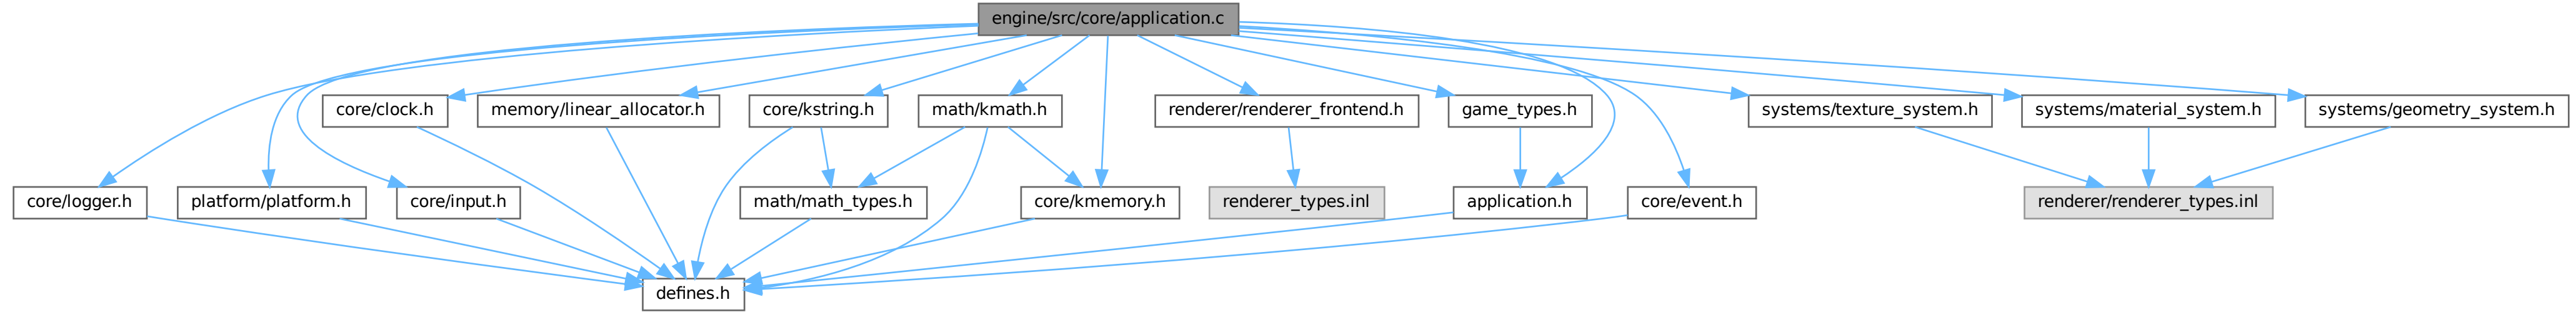 engine/src/core/application.c
core/clock.h
memory/linear_allocator.h
core/kstring.h
math/kmath.h
renderer/renderer_frontend.h
game_types.h
systems/texture_system.h
systems/material_system.h
systems/geometry_system.h
core/logger.h
platform/platform.h
core/input.h
math/math_types.h
core/kmemory.h
renderer_types.inl
application.h
core/event.h
renderer/renderer_types.inl
defines.h